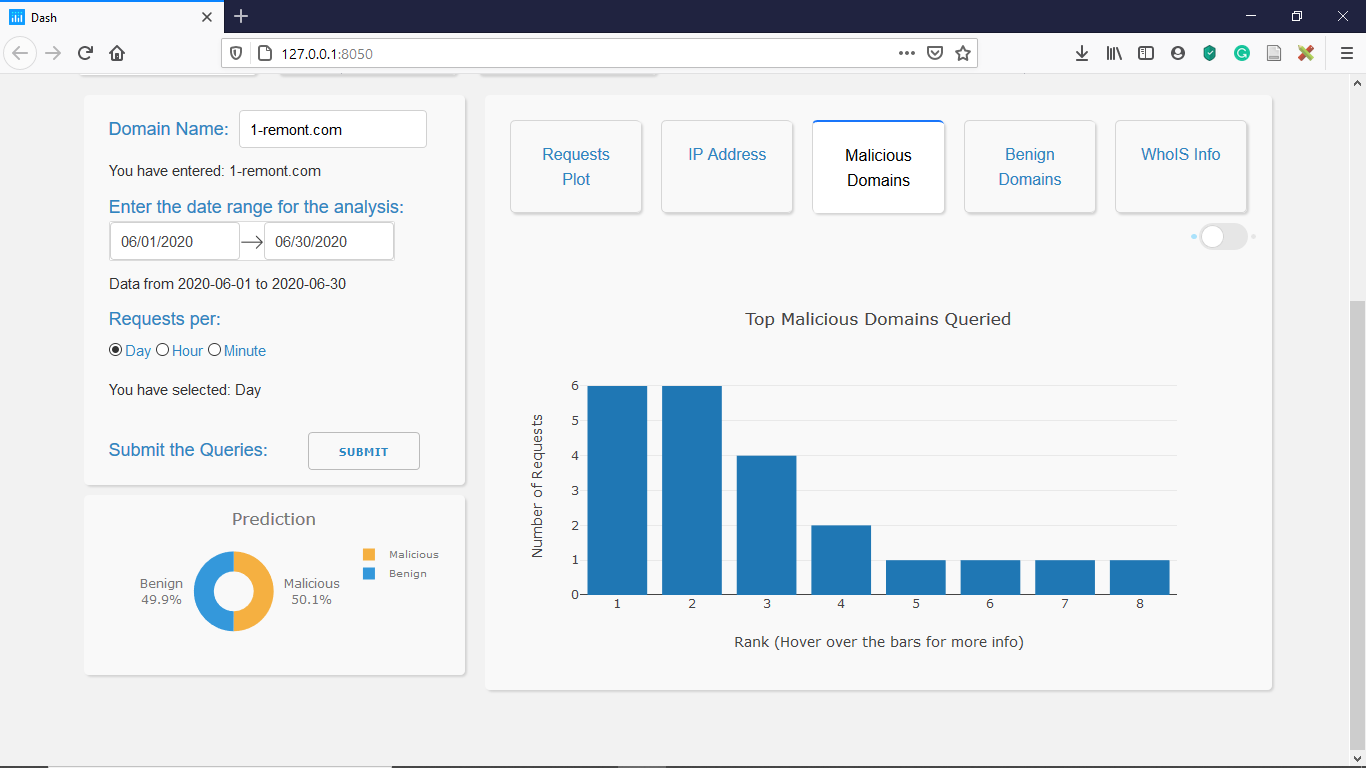 Dash
127.0.0.1:8050
Domain Name: 1-remont.com
You have entered: 1-remont.com
Enter the date range for the analysis:
06/01/2020 → 06/30/2020
Data from 2020-06-01 to 2020-06-30
Requests per:
Day Hour Minute
You have selected: Day
Submit the Queries: SUBMIT
Prediction
Malicious
Benign
Benign
49.9%
Malicious
50.1%
Requests
Plot
IP Address
Malicious
Domains
Benign
Domains
WhoIS Info
Top Malicious Domains Queried
Number of Requests
6
5
4
3
2
1
0
1 2 3 4 5 6 7 8
Rank (Hover over the bars for more info)